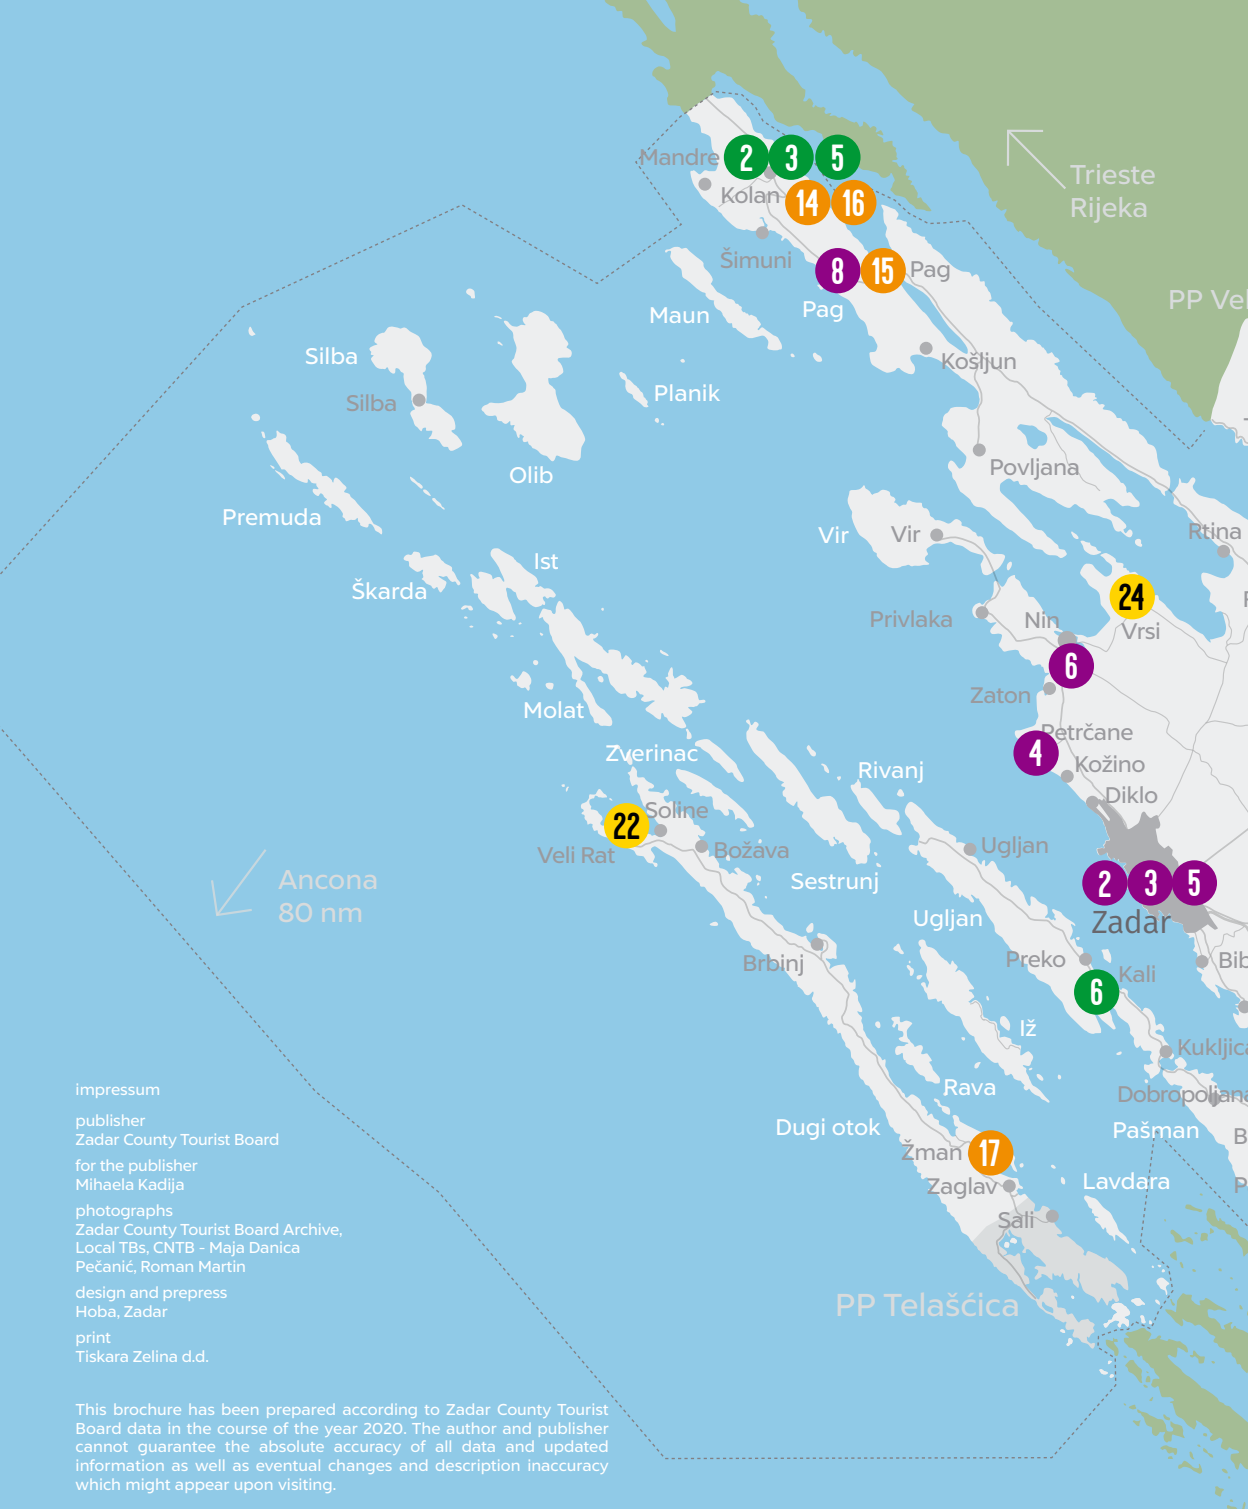 Mandre
2 3 5
Trieste
Rijeka
Kolan
14 16
Šimuni
8 15
Pag
PP Vel
Maun
Pag
Silba
Košljun
Silba
Planik
Olib
Povljana
Premuda
Vir
Vir
Rtina
Ist
Škarda
24
Privlaka
Nin
Vrsi
6
Zaton
Molat
Petrčane
4
Zverinac
Kožino
Rivanj
Diklo
Soline
22
Ugljan
Veli Rat
Božava
Ancona
80 nm
Sestrunj
2 3 5
Ugljan
Zadar
Brbinj
Preko
Bib
Kali
6
Iž
Kukljica
Rava
Dobropoljana
Dugi otok
Pašman
B
Žman
17
Zaglav
Lavdara
P
Sali
PP Telašćica
impressum
publisher
Zadar County Tourist Board
for the publisher
Mihaela Kadija
photographs
Zadar County Tourist Board Archive,
Local TBs, CNTB - Maja Danica
Pečanić, Roman Martin
design and prepress
Hoba, Zadar
print
Tiskara Zelina d.d.
This brochure has been prepared according to Zadar County Tourist
Board data in the course of the year 2020. The author and publisher
cannot guarantee the absolute accuracy of all data and updated
information as well as eventual changes and description inaccuracy
which might appear upon visiting.